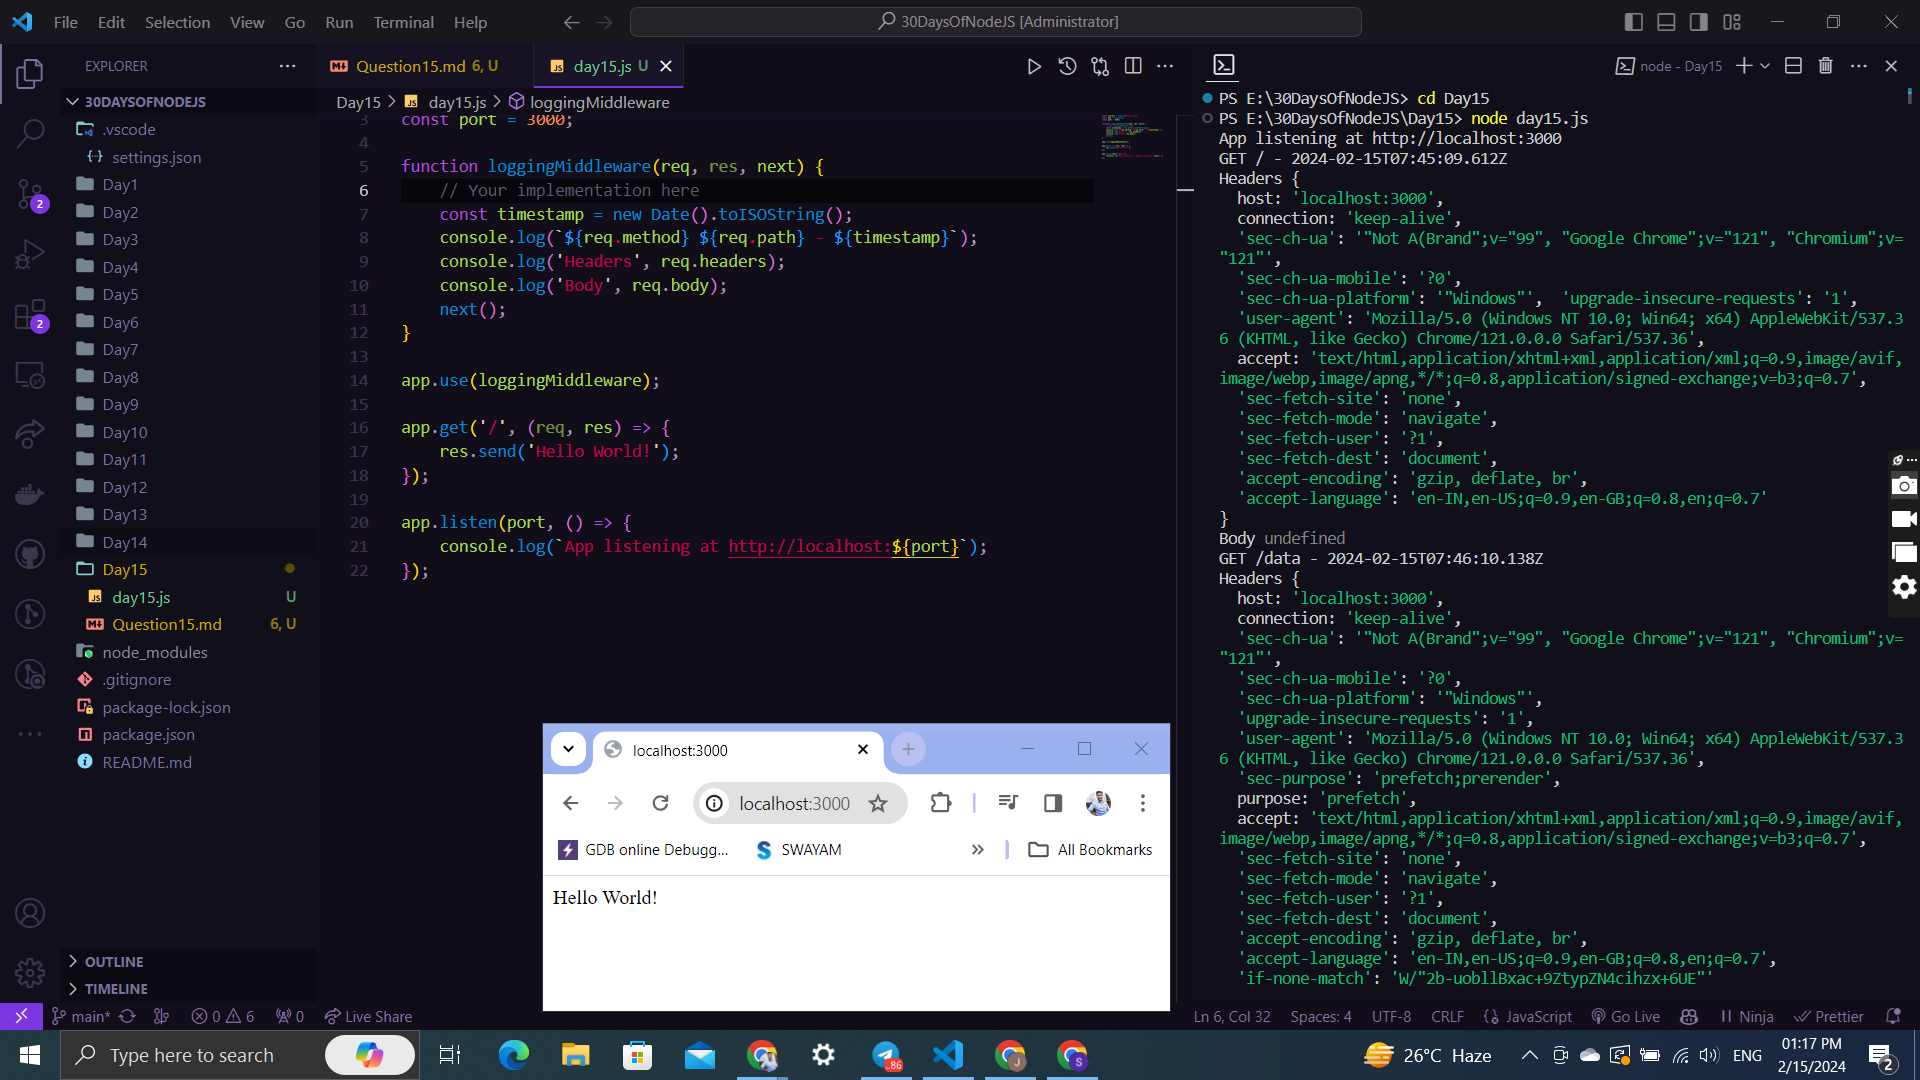 File Edit Selection View Go Run Terminal Help
30DaysOfNodeJS [Administrator]
EXPLORER
30DAYSOFNODEJS
.vscode
settings.json
Day1
Day2
Day3
Day4
Day5
Day6
Day7
Day8
Day9
Day10
Day11
Day12
Day13
Day14
Day15
day15.js U
Question15.md 6, U
node_modules
.gitignore
package-lock.json
package.json
README.md
OUTLINE
TIMELINE
2
2
Question15.md 6, U
day15.js U
Day15 > day15.js > loggingMiddleware
3 const port = 3000;
4
5 function loggingMiddleware(req, res, next) {
6 // Your implementation here
7 const timestamp = new Date().toISOString();
8 console.log(`${req.method} ${req.path} - ${timestamp}`);
9 console.log('Headers', req.headers);
10 console.log('Body', req.body);
11 next();
12 }
13
14 app.use(loggingMiddleware);
15
16 app.get('/', (req, res) => {
17 res.send('Hello World!');
18 });
19
20 app.listen(port, () => {
21 console.log(`App listening at http://localhost:${port}`);
22 });
localhost:3000
localhost:3000
GDB online Debugg... SWAYAM » All Bookmarks
Hello World!
node - Day15
PS E:\30DaysOfNodeJS> cd Day15
PS E:\30DaysOfNodeJS\Day15> node day15.js
App listening at http://localhost:3000
GET / - 2024-02-15T07:45:09.612Z
Headers {
host: 'localhost:3000',
connection: 'keep-alive',
'sec-ch-ua': '"Not A(Brand";v="99", "Google Chrome";v="121", "Chromium";v=
"121"',
'sec-ch-ua-mobile': '?0',
'sec-ch-ua-platform': '"Windows"', 'upgrade-insecure-requests': '1',
'user-agent': 'Mozilla/5.0 (Windows NT 10.0; Win64; x64) AppleWebKit/537.3
6 (KHTML, like Gecko) Chrome/121.0.0.0 Safari/537.36',
accept: 'text/html,application/xhtml+xml,application/xml;q=0.9,image/avif,
image/webp,image/apng,*/*;q=0.8,application/signed-exchange;v=b3;q=0.7',
'sec-fetch-site': 'none',
'sec-fetch-mode': 'navigate',
'sec-fetch-user': '?1',
'sec-fetch-dest': 'document',
'accept-encoding': 'gzip, deflate, br',
'accept-language': 'en-IN,en-US;q=0.9,en-GB;q=0.8,en;q=0.7'
}
Body undefined
GET /data - 2024-02-15T07:46:10.138Z
Headers {
host: 'localhost:3000',
connection: 'keep-alive',
'sec-ch-ua': '"Not A(Brand";v="99", "Google Chrome";v="121", "Chromium";v=
"121"',
'sec-ch-ua-mobile': '?0',
'sec-ch-ua-platform': '"Windows"',
'upgrade-insecure-requests': '1',
'user-agent': 'Mozilla/5.0 (Windows NT 10.0; Win64; x64) AppleWebKit/537.3
6 (KHTML, like Gecko) Chrome/121.0.0.0 Safari/537.36',
'sec-purpose': 'prefetch;prerender',
purpose: 'prefetch',
accept: 'text/html,application/xhtml+xml,application/xml;q=0.9,image/avif,
image/webp,image/apng,*/*;q=0.8,application/signed-exchange;v=b3;q=0.7',
'sec-fetch-site': 'none',
'sec-fetch-mode': 'navigate',
'sec-fetch-user': '?1',
'sec-fetch-dest': 'document',
'accept-encoding': 'gzip, deflate, br',
'accept-language': 'en-IN,en-US;q=0.9,en-GB;q=0.8,en;q=0.7',
'if-none-match': 'W/"2b-uobllBxac+9ZtypZN4cihzx+6UE"'
main* 0 6 0 Live Share
Ln 6, Col 32 Spaces: 4 UTF-8 CRLF JavaScript Go Live Ninja Prettier
Type here to search
..86
J
S
26°C Haze
ENG
01:17 PM
2/15/2024
2